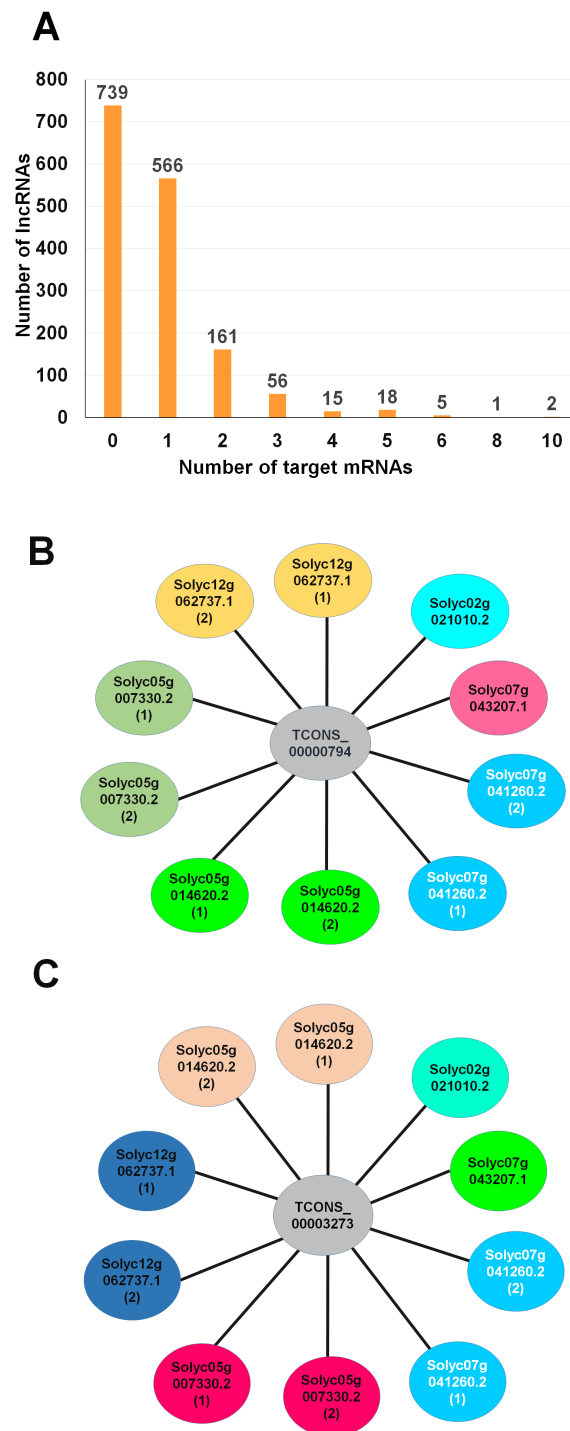 A
Number of lncRNAs
800
700
600
500
400
300
200
100
0
739
566
161
56
15
18
5
1
2
0 1 2 3 4 5 6 8 10
Number of target mRNAs
B
Solyc12g
062737.1
(2)
Solyc12g
062737.1
(1)
Solyc02g
021010.2
Solyc05g
007330.2
(1)
Solyc07g
043207.1
TCONS_
00000794
Solyc05g
007330.2
(2)
Solyc07g
041260.2
(2)
Solyc05g
014620.2
(1)
Solyc05g
014620.2
(2)
Solyc07g
041260.2
(1)
C
Solyc05g
014620.2
(2)
Solyc05g
014620.2
(1)
Solyc02g
021010.2
Solyc12g
062737.1
(1)
Solyc07g
043207.1
TCONS_
00003273
Solyc12g
062737.1
(2)
Solyc07g
041260.2
(2)
Solyc05g
007330.2
(1)
Solyc05g
007330.2
(2)
Solyc07g
041260.2
(1)